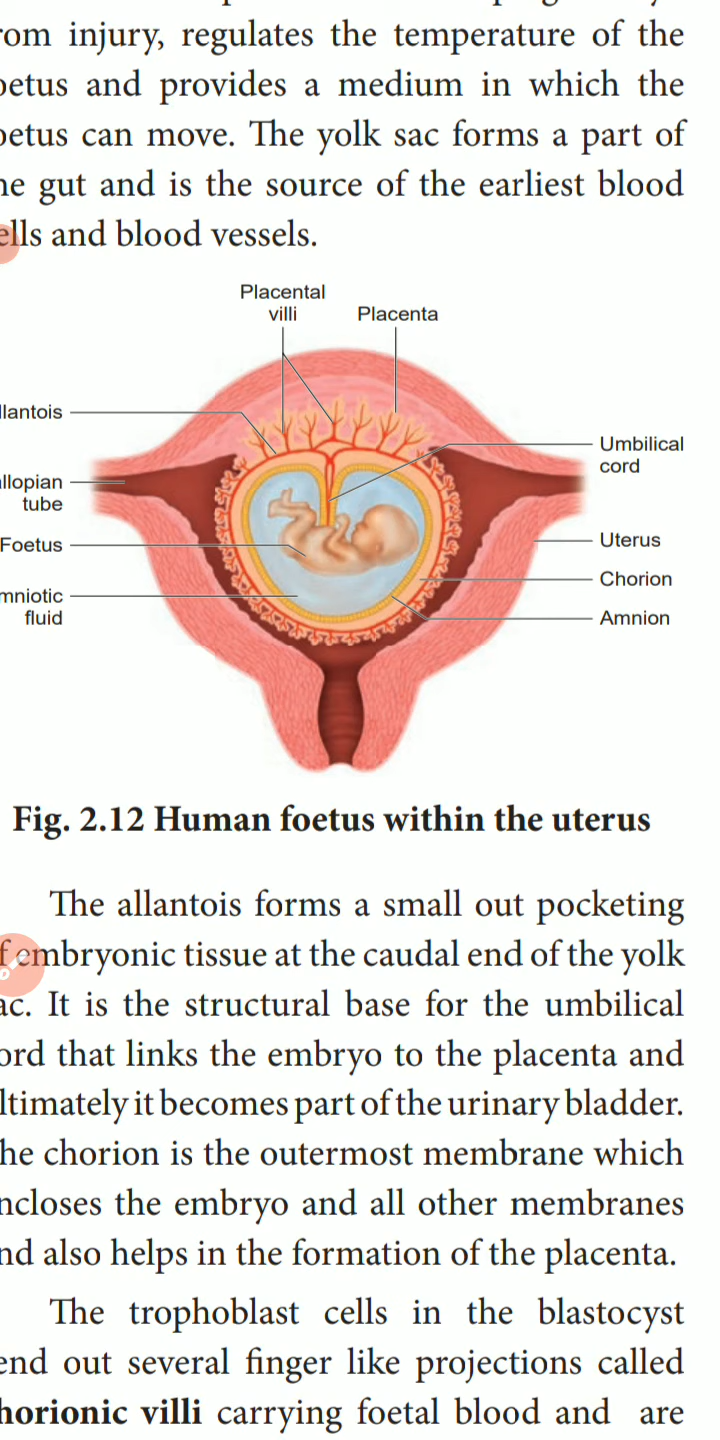 rom injury, regulates the temperature of the
oetus and provides a medium in which the
oetus can move. The yolk sac forms a part of
he gut and is the source of the earliest blood
ells and blood vessels.
Placental
villi
Placenta
llantois
Umbilical
cord
allopian
tube
Foetus
Uterus
Chorion
mniotic
fluid
Amnion
Fig. 2.12 Human foetus within the uterus
The allantois forms a small out pocketing
f embryonic tissue at the caudal end of the yolk
ac. It is the structural base for the umbilical
ord that links the embryo to the placenta and
ltimately it becomes part of the urinary bladder.
he chorion is the outermost membrane which
ncloses the embryo and all other membranes
nd also helps in the formation of the placenta.
The trophoblast cells in the blastocyst
end out several finger like projections called
horionic villi carrying foetal blood and are